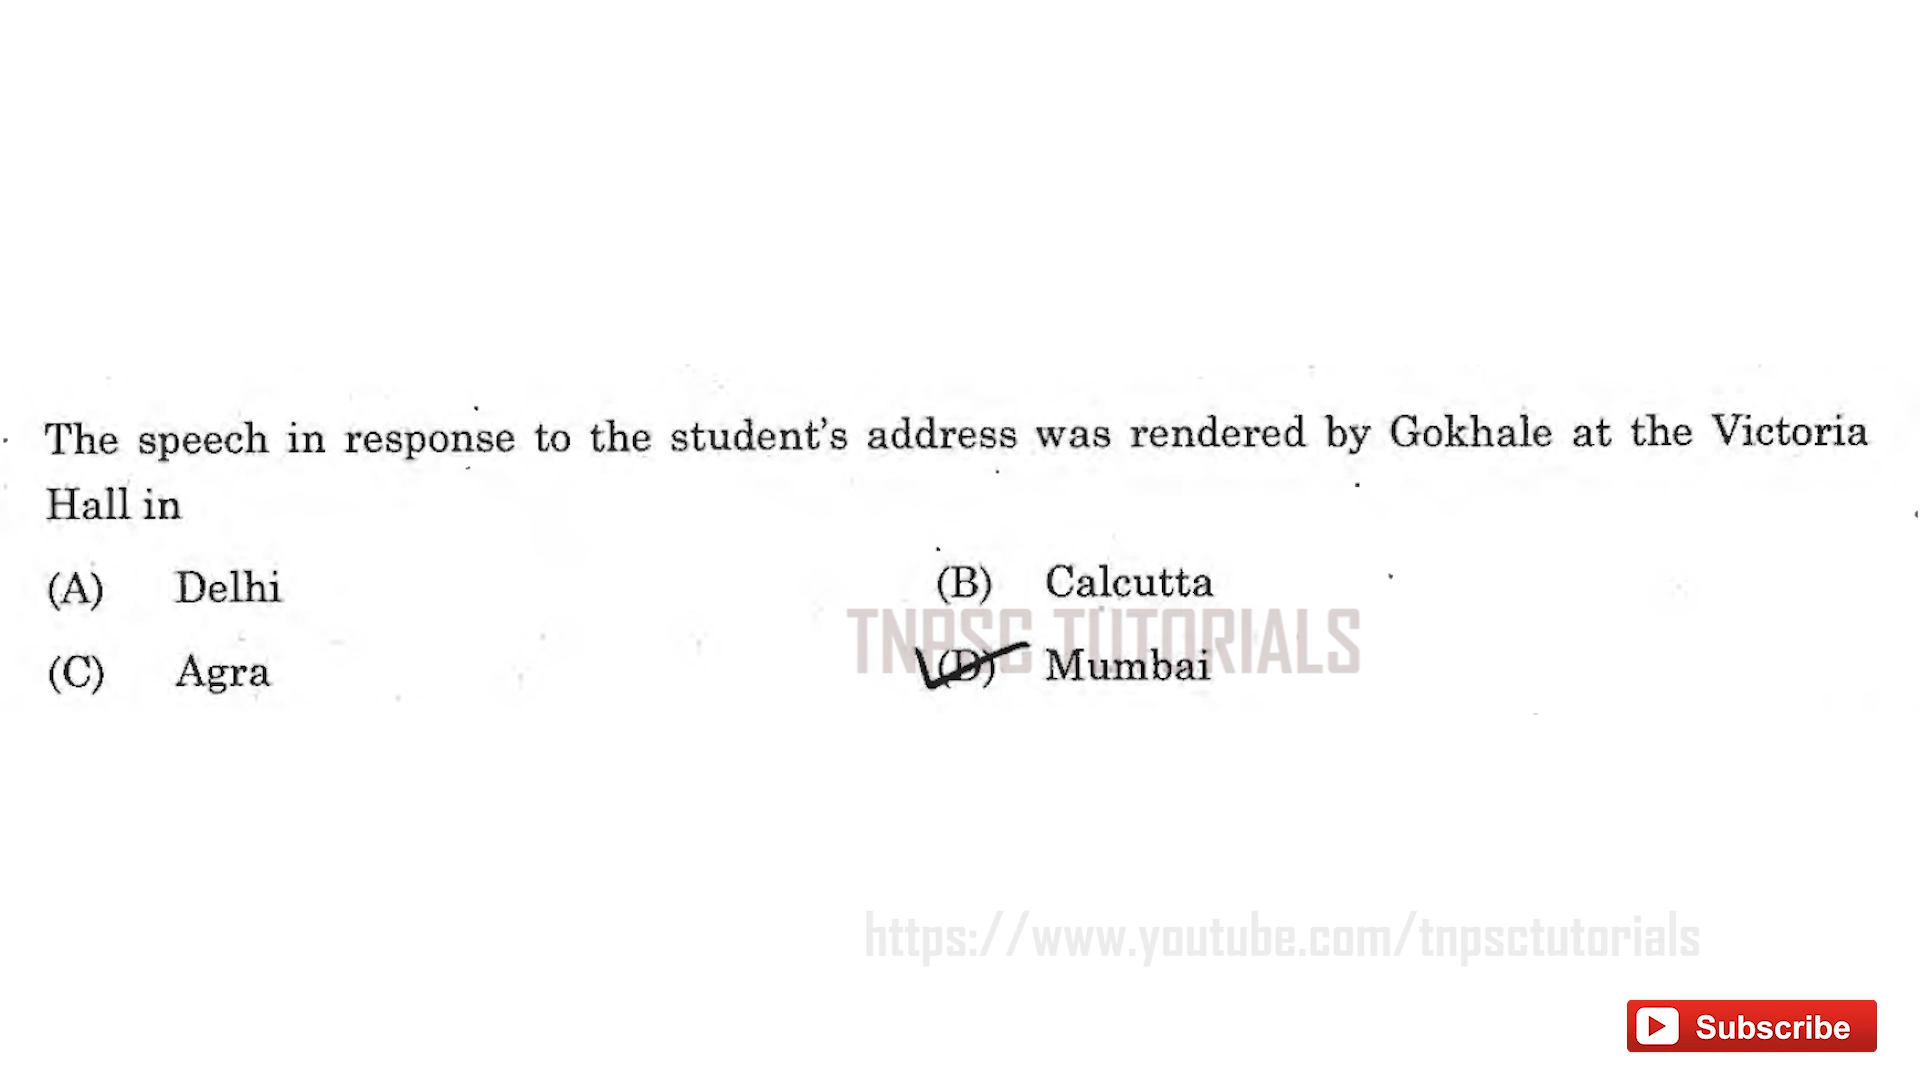 The speech in response to the student's address was rendered by Gokhale at the Victoria
Hall in
(A) Delhi (B) Calcutta
TNPSC TUTORIALS
(C) Agra (D) Mumbai
https://www.youtube.com/tnpsctutorials
Subscribe